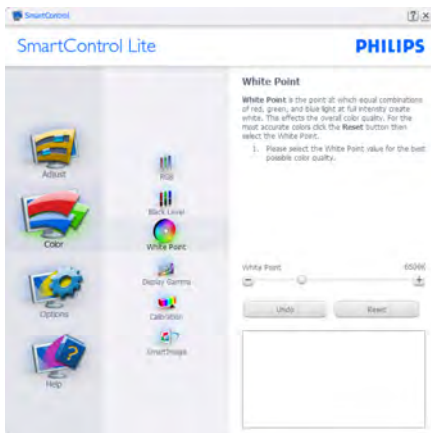 SmartControl
SmartControl Lite
PHILIPS
Adjust
Color
Options
Help
RGB
Black Level
White Point
Display Gamma
Calibration
SmartImage
White Point
White Point is the point at which equal combinations
of red, green, and blue light at full intensity create
white. This effects the overall color quality. For the
most accurate colors click the Reset button then
select the White Point.
1. Please select the White Point value for the best
possible color quality.
White Point 6500K
Undo Reset